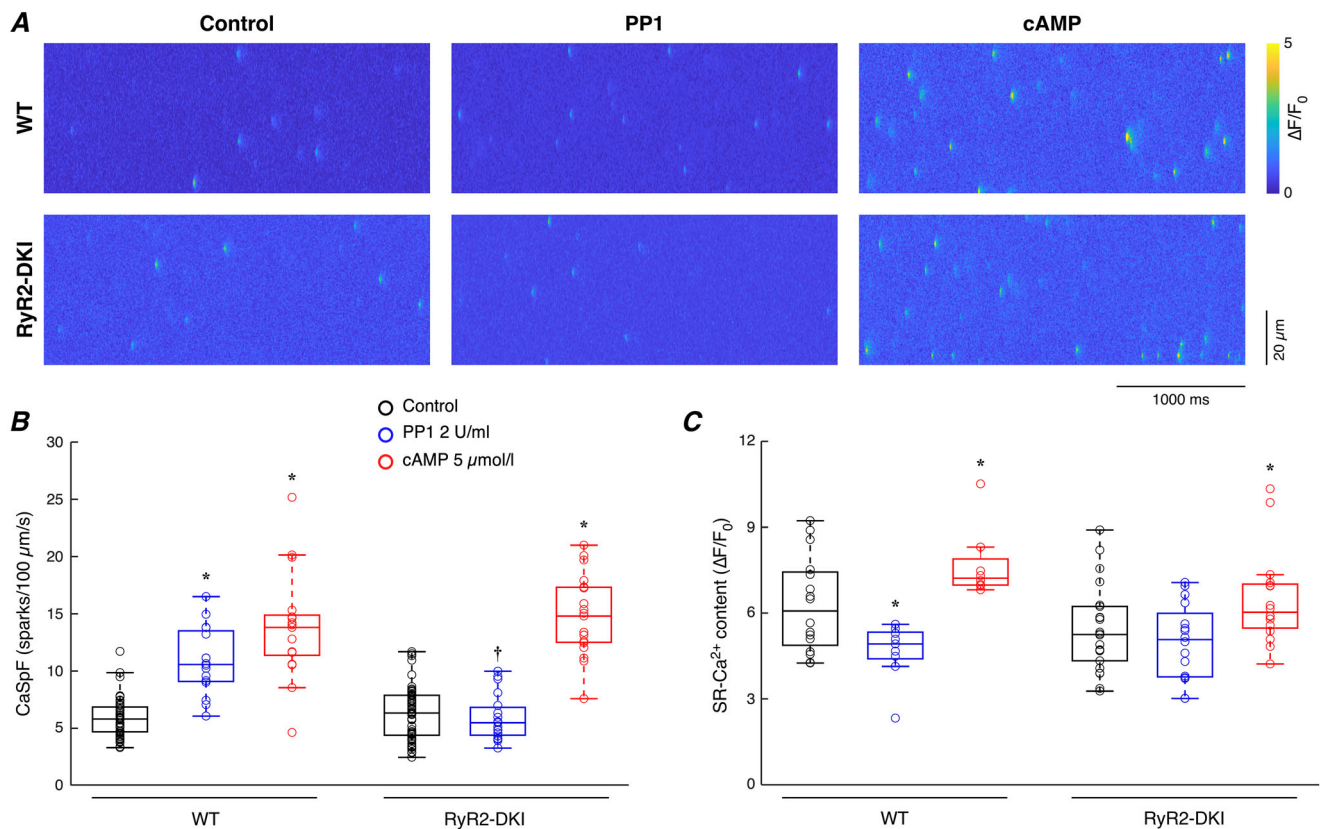 A
Control
PP1
cAMP
WT
5
ΔF/F0
0
RyR2-DKI
20 µm
1000 ms
B
Control
PP1 2 U/ml
cAMP 5 µmol/l
CaSpF (sparks/100 µm/s)
30
25
20
15
10
5
0
*
*
†
*
WT
RyR2-DKI
C
SR-Ca²⁺ content (ΔF/F₀)
12
9
6
3
0
*
*
*
WT
RyR2-DKI